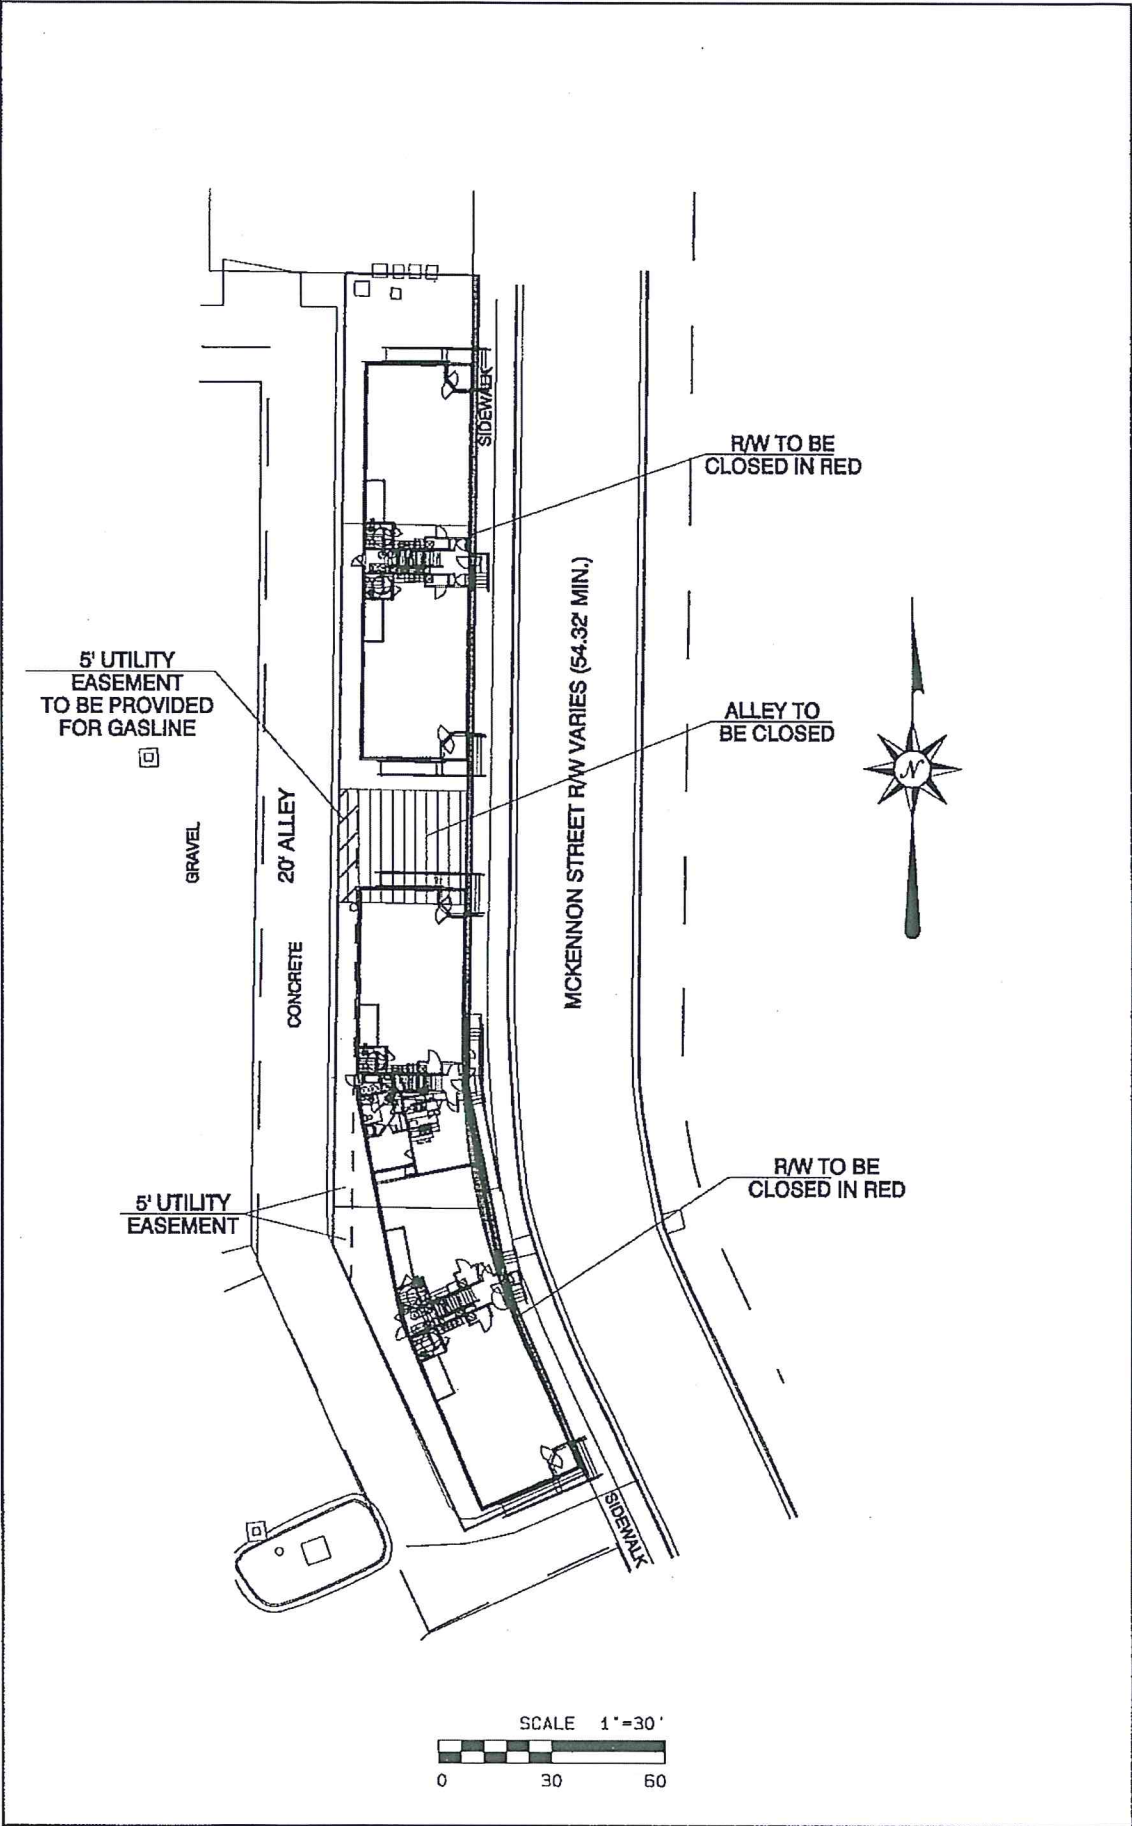 SIDEWALK
R/W TO BE
CLOSED IN RED
MCKENNON STREET R/W VARIES (54.32' MIN.)
5' UTILITY
EASEMENT
TO BE PROVIDED
FOR GASLINE
ALLEY TO
BE CLOSED
N
GRAVEL
20' ALLEY
CONCRETE
R/W TO BE
CLOSED IN RED
5' UTILITY
EASEMENT
SIDEWALK
SCALE 1"=30'
0 30 60